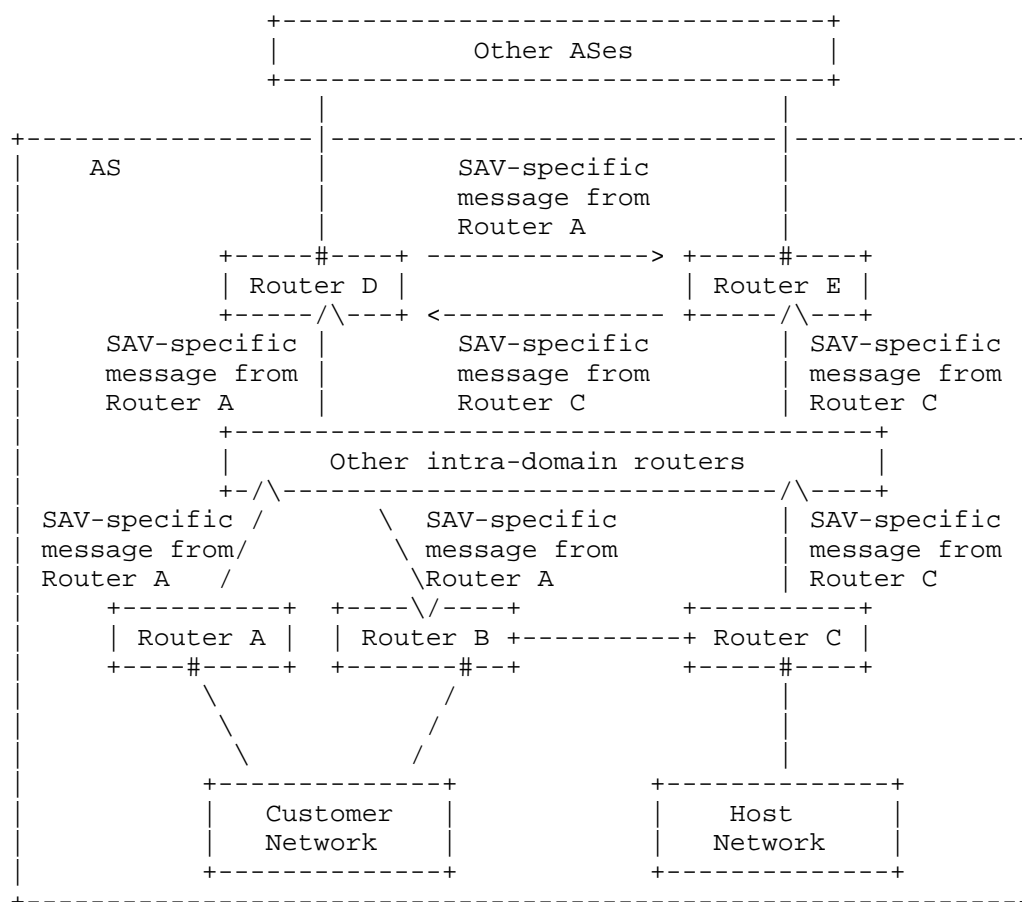 Other ASes
AS
SAV-specific
message from
Router A
Router D
Router E
SAV-specific
message from
Router A
SAV-specific
message from
Router C
SAV-specific
message from
Router C
Other intra-domain routers
SAV-specific
message from
Router A
SAV-specific
message from
Router A
SAV-specific
message from
Router C
Router A
Router B
Router C
Customer
Network
Host
Network